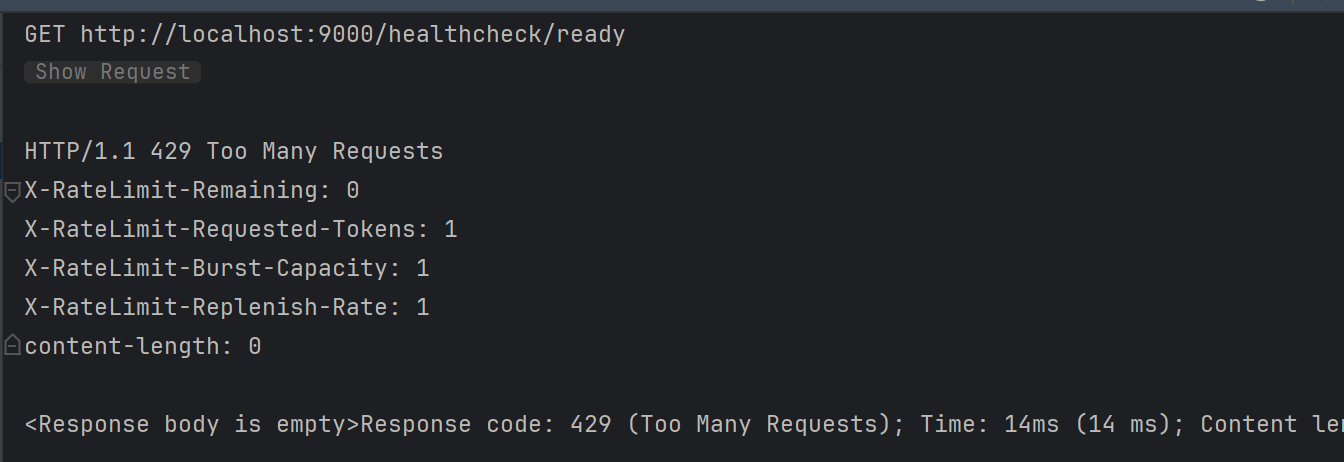 GET http://localhost:9000/healthcheck/ready
Show Request
HTTP/1.1 429 Too Many Requests
X-RateLimit-Remaining: 0
X-RateLimit-Requested-Tokens: 1
X-RateLimit-Burst-Capacity: 1
X-RateLimit-Replenish-Rate: 1
content-length: 0
<Response body is empty>Response code: 429 (Too Many Requests); Time: 14ms (14 ms); Content